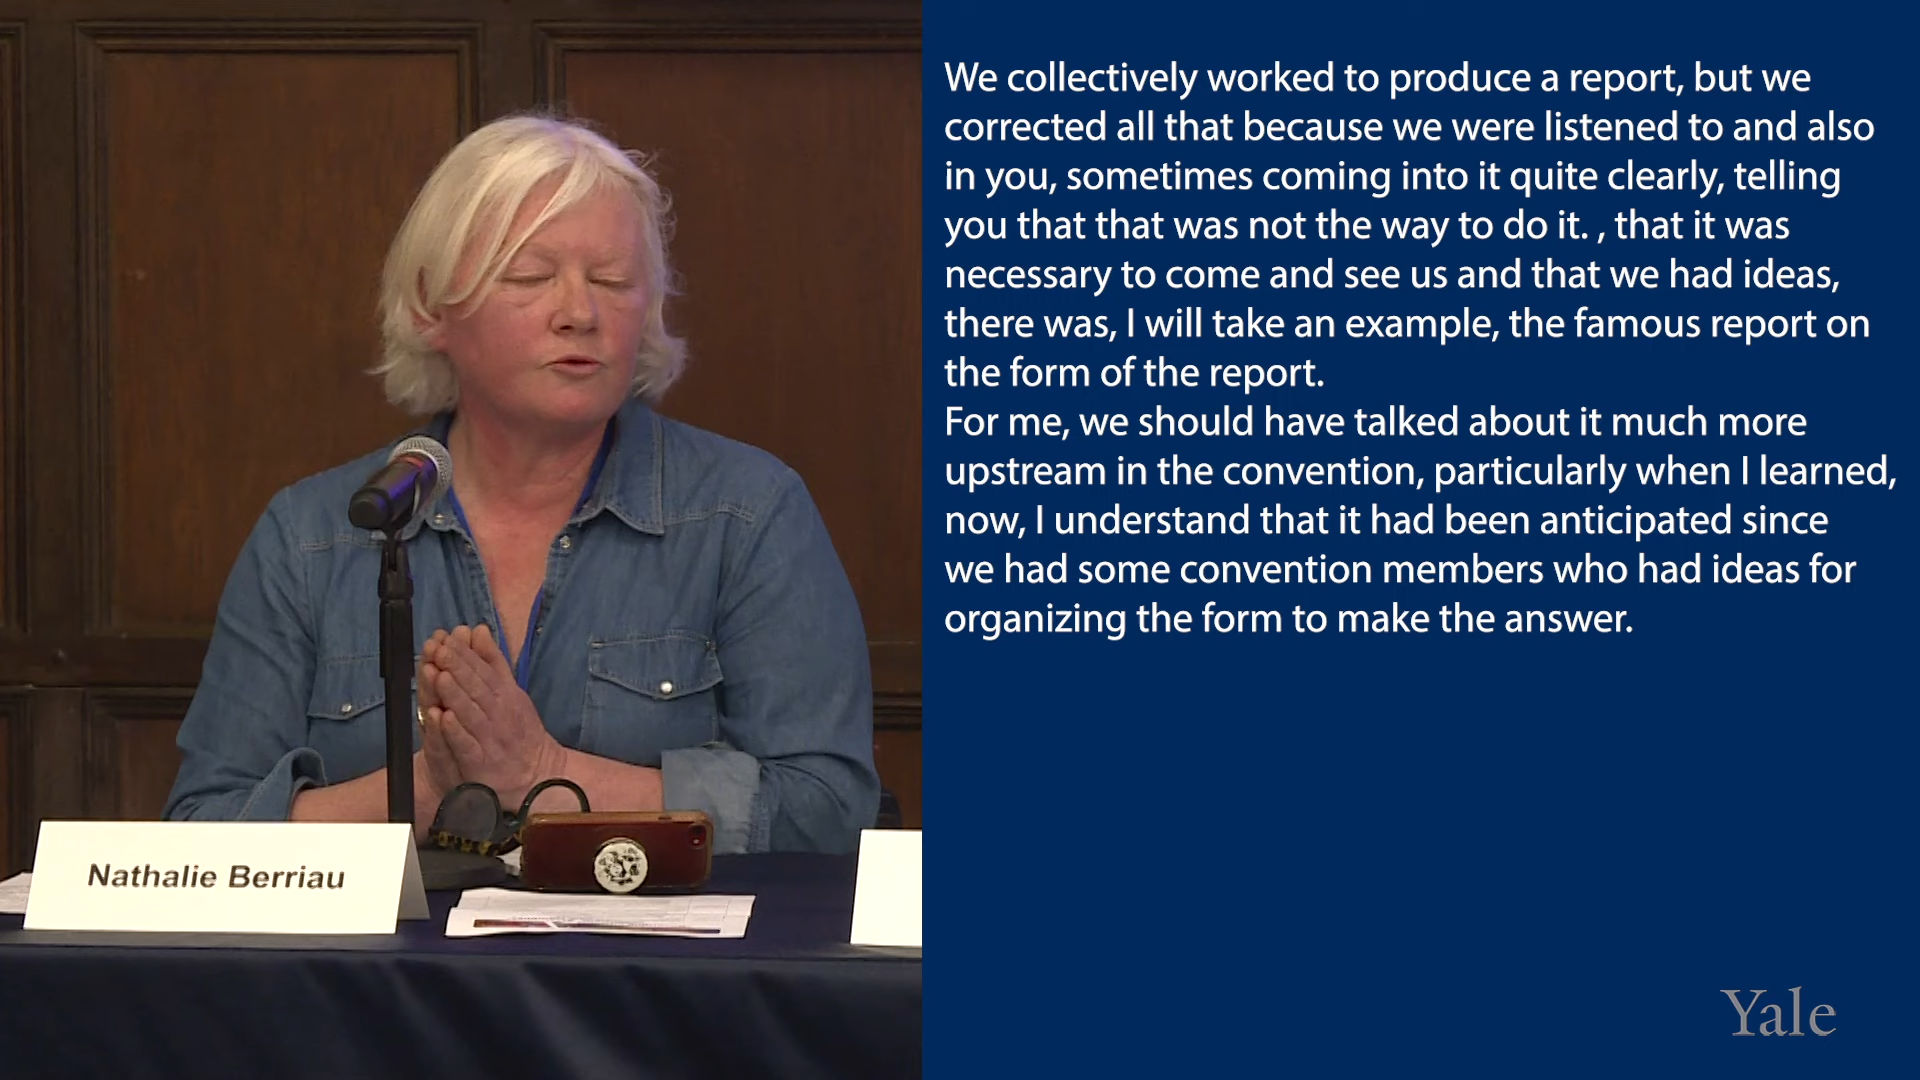 We collectively worked to produce a report, but we
corrected all that because we were listened to and also
in you, sometimes coming into it quite clearly, telling
you that that was not the way to do it. , that it was
necessary to come and see us and that we had ideas,
there was, I will take an example, the famous report on
the form of the report.
For me, we should have talked about it much more
upstream in the convention, particularly when I learned,
now, I understand that it had been anticipated since
we had some convention members who had ideas for
organizing the form to make the answer.
Nathalie Berriau
Yale